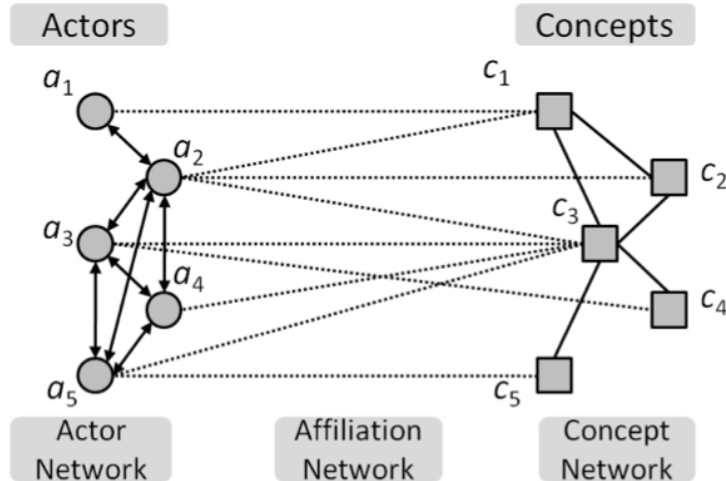 Actors
Concepts
a1
c1
a2
c2
c3
a3
a4
c4
a5
c5
Actor
Network
Affiliation
Network
Concept
Network